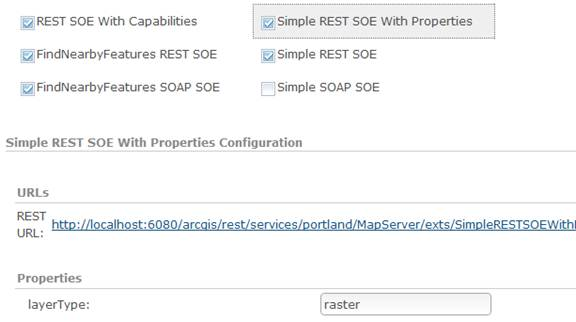 REST SOE With Capabilities
Simple REST SOE With Properties
FindNearbyFeatures REST SOE
Simple REST SOE
FindNearbyFeatures SOAP SOE
Simple SOAP SOE
Simple REST SOE With Properties Configuration
URLs
REST URL: http://localhost:6080/arcgis/rest/services/portland/MapServer/exts/SimpleRESTSOEWith
Properties
layerType: raster